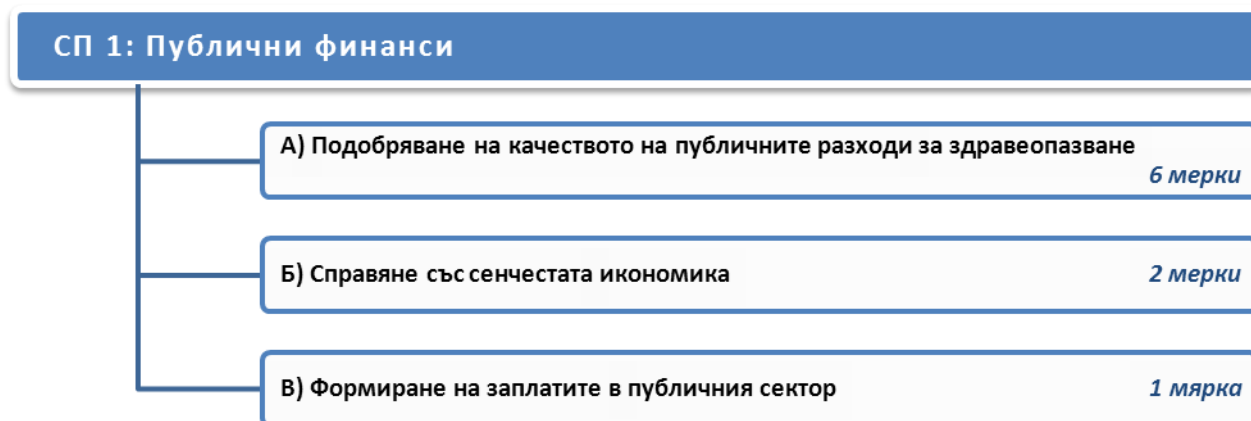 СП 1: Публични финанси
А) Подобряване на качеството на публичните разходи за здравеопазване
6 мерки
Б) Справяне със сенчестата икономика 2 мерки
В) Формиране на заплатите в публичния сектор 1 мярка